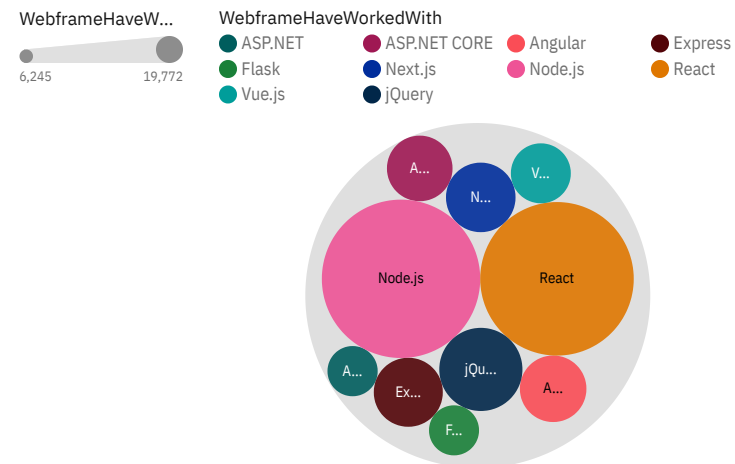 WebframeHaveW...
6,245 19,772
WebframeHaveWorkedWith
ASP.NET ASP.NET CORE Angular Express
Flask Next.js Node.js React
Vue.js jQuery
A... N... V...
Node.js React
A... Ex... jQu... A...
F...